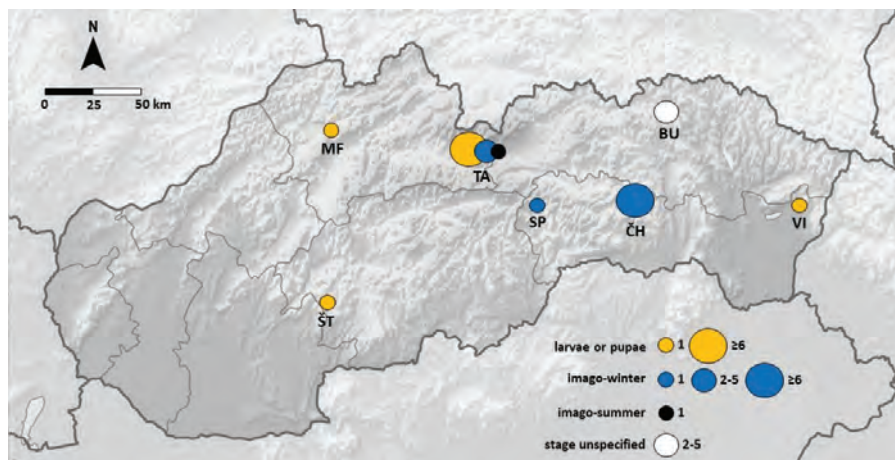 N
0 25 50 km
MF
BU
TA
SP
ČH
VI
ŠT
larvae or pupae 1 ≥6
imago-winter 1 2-5 ≥6
imago-summer 1
stage unspecified 2-5